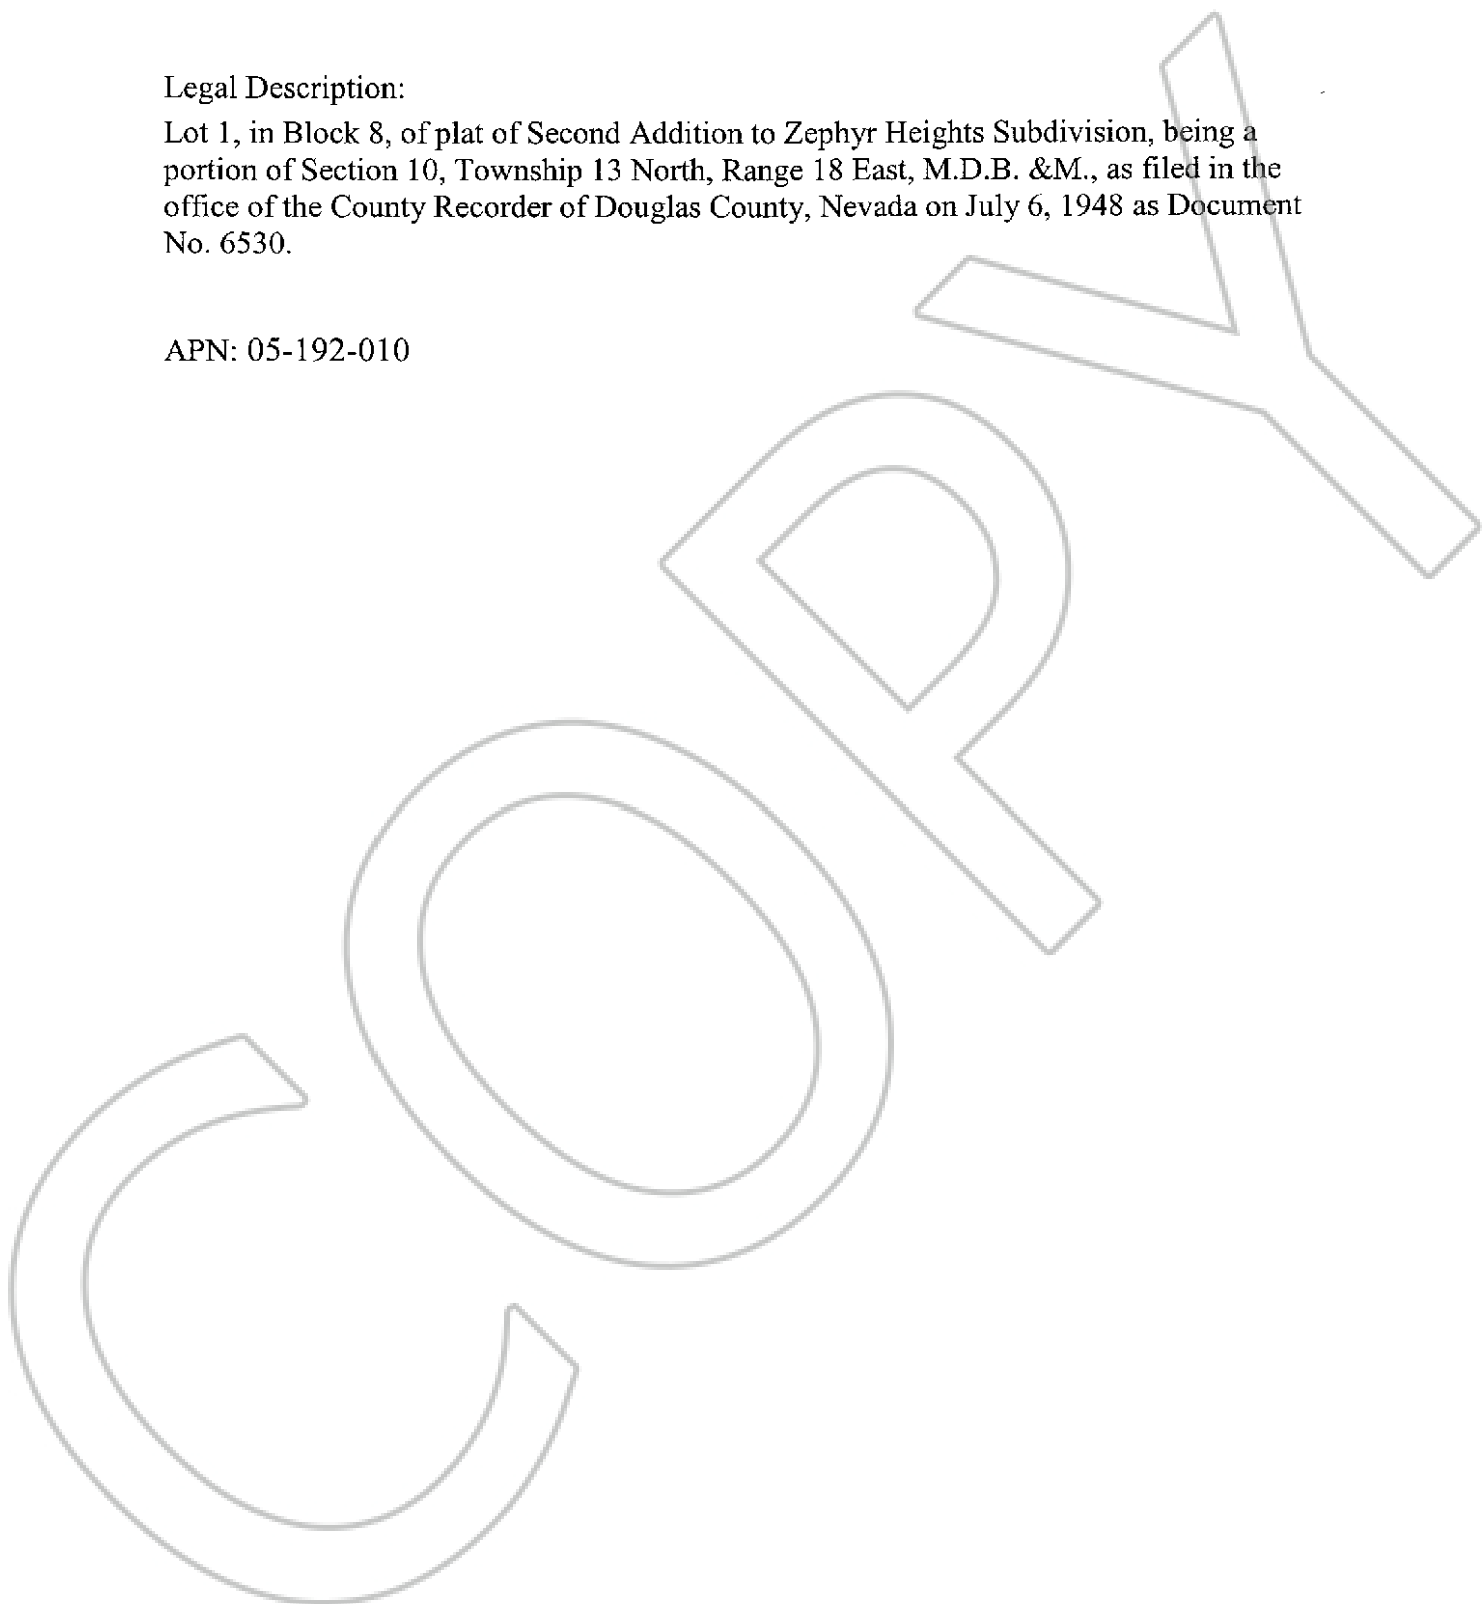 Legal Description:
Lot 1, in Block 8, of plat of Second Addition to Zephyr Heights Subdivision, being a
portion of Section 10, Township 13 North, Range 18 East, M.D.B. &M., as filed in the
office of the County Recorder of Douglas County, Nevada on July 6, 1948 as Document
No. 6530.
APN: 05-192-010
COPY